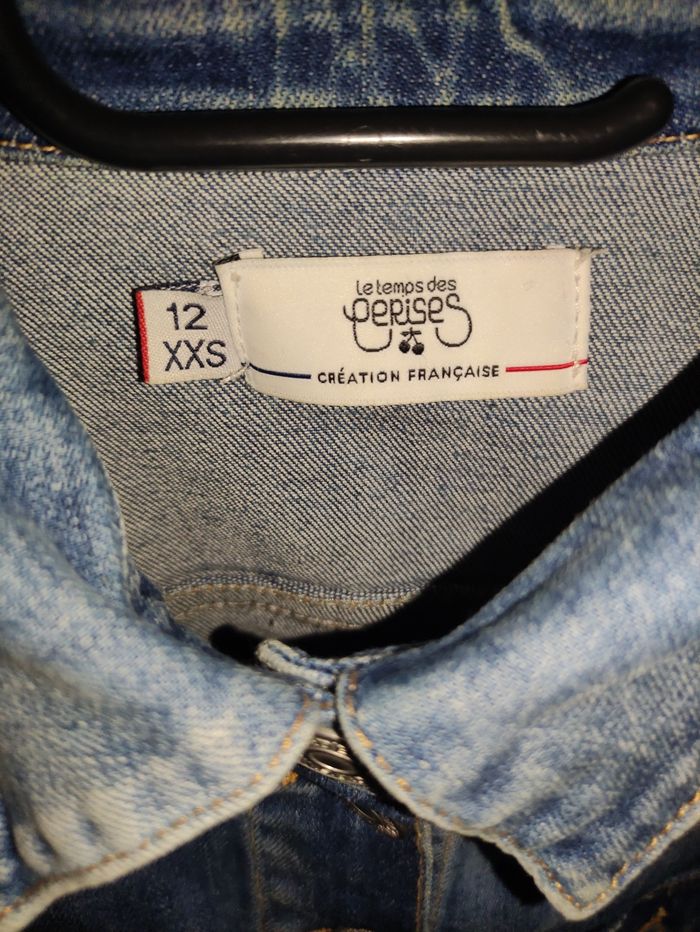 12
XXS
Le temps des
CERISES
CRÉATION FRANÇAISE